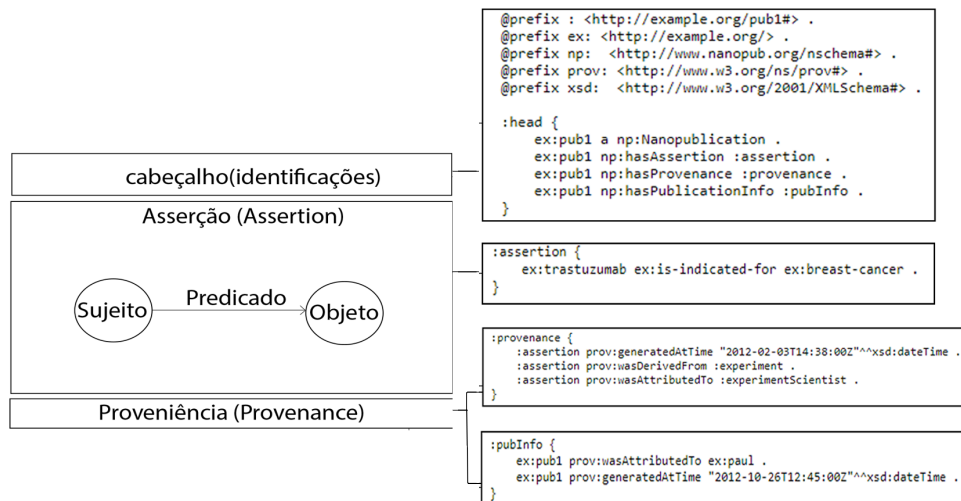 @prefix : <http://example.org/pub1#> .
@prefix ex: <http://example.org/> .
@prefix np:  <http://www.nanopub.org/nschema#> .
@prefix prov: <http://www.w3.org/ns/prov#> .
@prefix xsd:  <http://www.w3.org/2001/XMLSchema#> .
:head {
ex:pub1 a np:Nanopublication .
ex:pub1 np:hasAssertion :assertion .
ex:pub1 np:hasProvenance :provenance .
ex:pub1 np:hasPublicationInfo :pubInfo .
}
cabeçalho(identificações)
Asserção (Assertion)
Sujeito
Predicado
Objeto
:assertion {
ex:trastuzumab ex:is-indicated-for ex:breast-cancer .
}
Proveniência (Provenance)
:provenance {
:assertion prov:generatedAtTime "2012-02-03T14:38:00Z"^^xsd:dateTime .
:assertion prov:wasDerivedFrom :experiment .
:assertion prov:wasAttributedTo :experimentScientist .
}
:pubInfo {
ex:pub1 prov:wasAttributedTo ex:paul .
ex:pub1 prov:generatedAtTime "2012-10-26T12:45:00Z"^^xsd:dateTime .
}